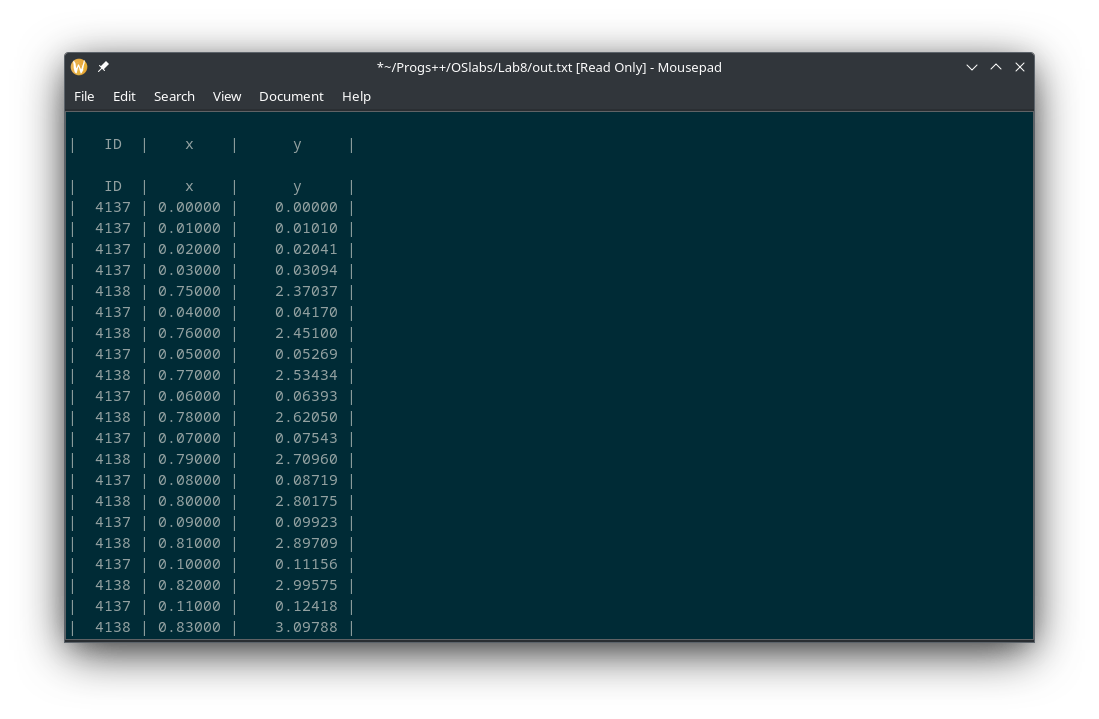 *~/Progs++/OSlabs/Lab8/out.txt [Read Only] - Mousepad
File Edit Search View Document Help
|   ID  |    x    |      y     |
|   ID  |    x    |      y     |
|  4137 | 0.00000 |    0.00000 |
|  4137 | 0.01000 |    0.01010 |
|  4137 | 0.02000 |    0.02041 |
|  4137 | 0.03000 |    0.03094 |
|  4138 | 0.75000 |    2.37037 |
|  4137 | 0.04000 |    0.04170 |
|  4138 | 0.76000 |    2.45100 |
|  4137 | 0.05000 |    0.05269 |
|  4138 | 0.77000 |    2.53434 |
|  4137 | 0.06000 |    0.06393 |
|  4138 | 0.78000 |    2.62050 |
|  4137 | 0.07000 |    0.07543 |
|  4138 | 0.79000 |    2.70960 |
|  4137 | 0.08000 |    0.08719 |
|  4138 | 0.80000 |    2.80175 |
|  4137 | 0.09000 |    0.09923 |
|  4138 | 0.81000 |    2.89709 |
|  4137 | 0.10000 |    0.11156 |
|  4138 | 0.82000 |    2.99575 |
|  4137 | 0.11000 |    0.12418 |
|  4138 | 0.83000 |    3.09788 |